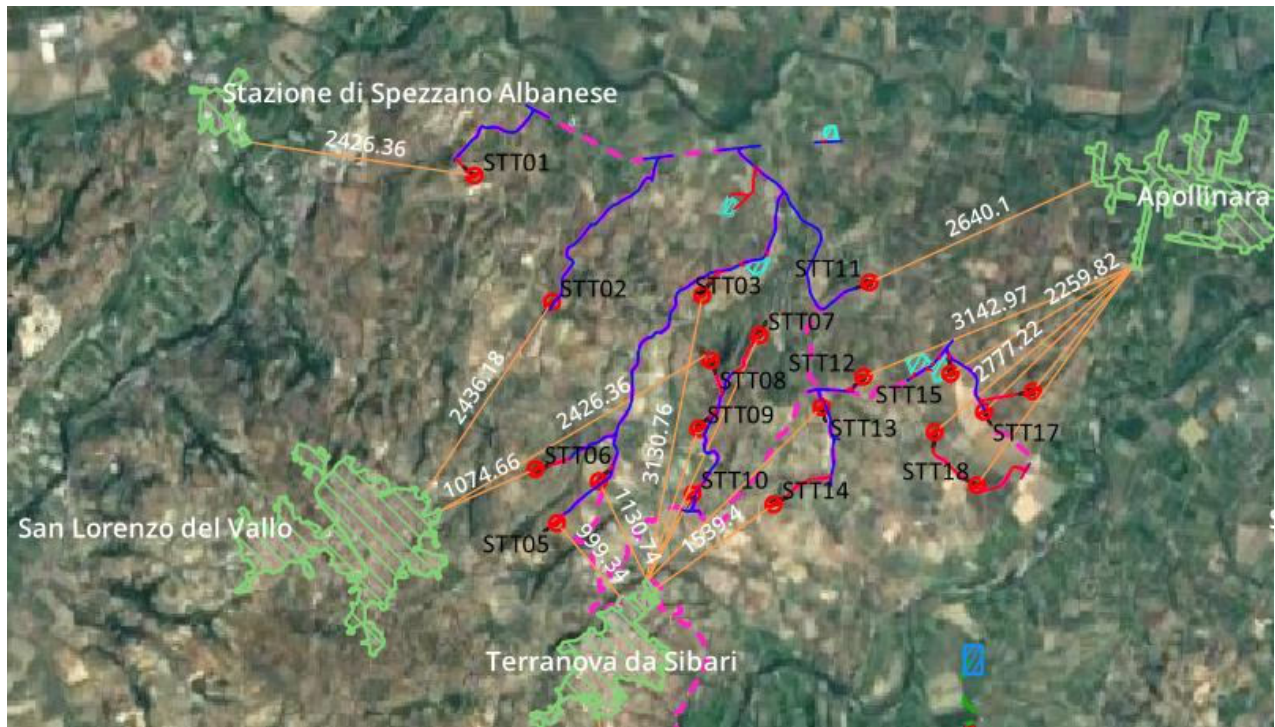 Stazione di Spezzano Albanese
2426.36
STT01
Apollinara
2640.1
STT11
2259.82
STT02
STT03
3142.97
STT07
2777.22
STT12
STT08
STT15
2436.18
2426.36
STT09
STT13
STT17
3130.76
1074.66
STT06
STT10
STT18
STT14
San Lorenzo del Vallo
STT05
999.34
1130.74
1539.4
Terranova da Sibari